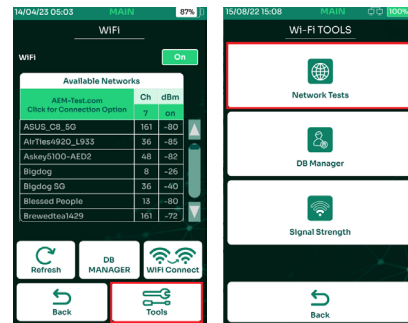 14/04/23 05:03 MAIN 87%
WiFi
WiFi On
Available Networks
AEM-Test.com Ch dBm
Click for Connection Option 7 on
ASUS_C8_5G 161 -80
AirTies4920_L933 36 -85
Askey5100-AED2 48 -82
Bigdog 8 -26
Bigdog 5G 36 -40
Blessed People 13 -80
Brewedtea1429 161 -72
Refresh
DB MANAGER
WiFi Connect
Back
Tools
15/08/22 15:08 MAIN 100%
Wi-Fi TOOLS
Network Tests
DB Manager
Signal Strength
Back